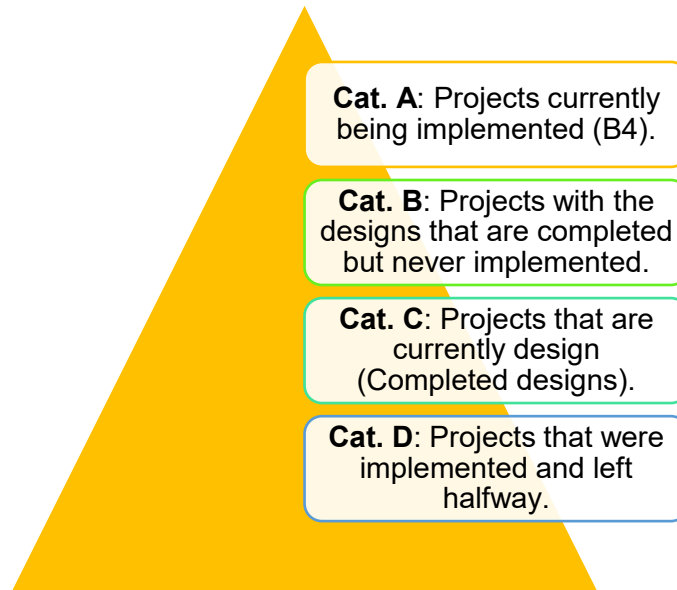 Cat. A: Projects currently
being implemented (B4).
Cat. B: Projects with the
designs that are completed
but never implemented.
Cat. C: Projects that are
currently design
(Completed designs).
Cat. D: Projects that were
implemented and left
halfway.